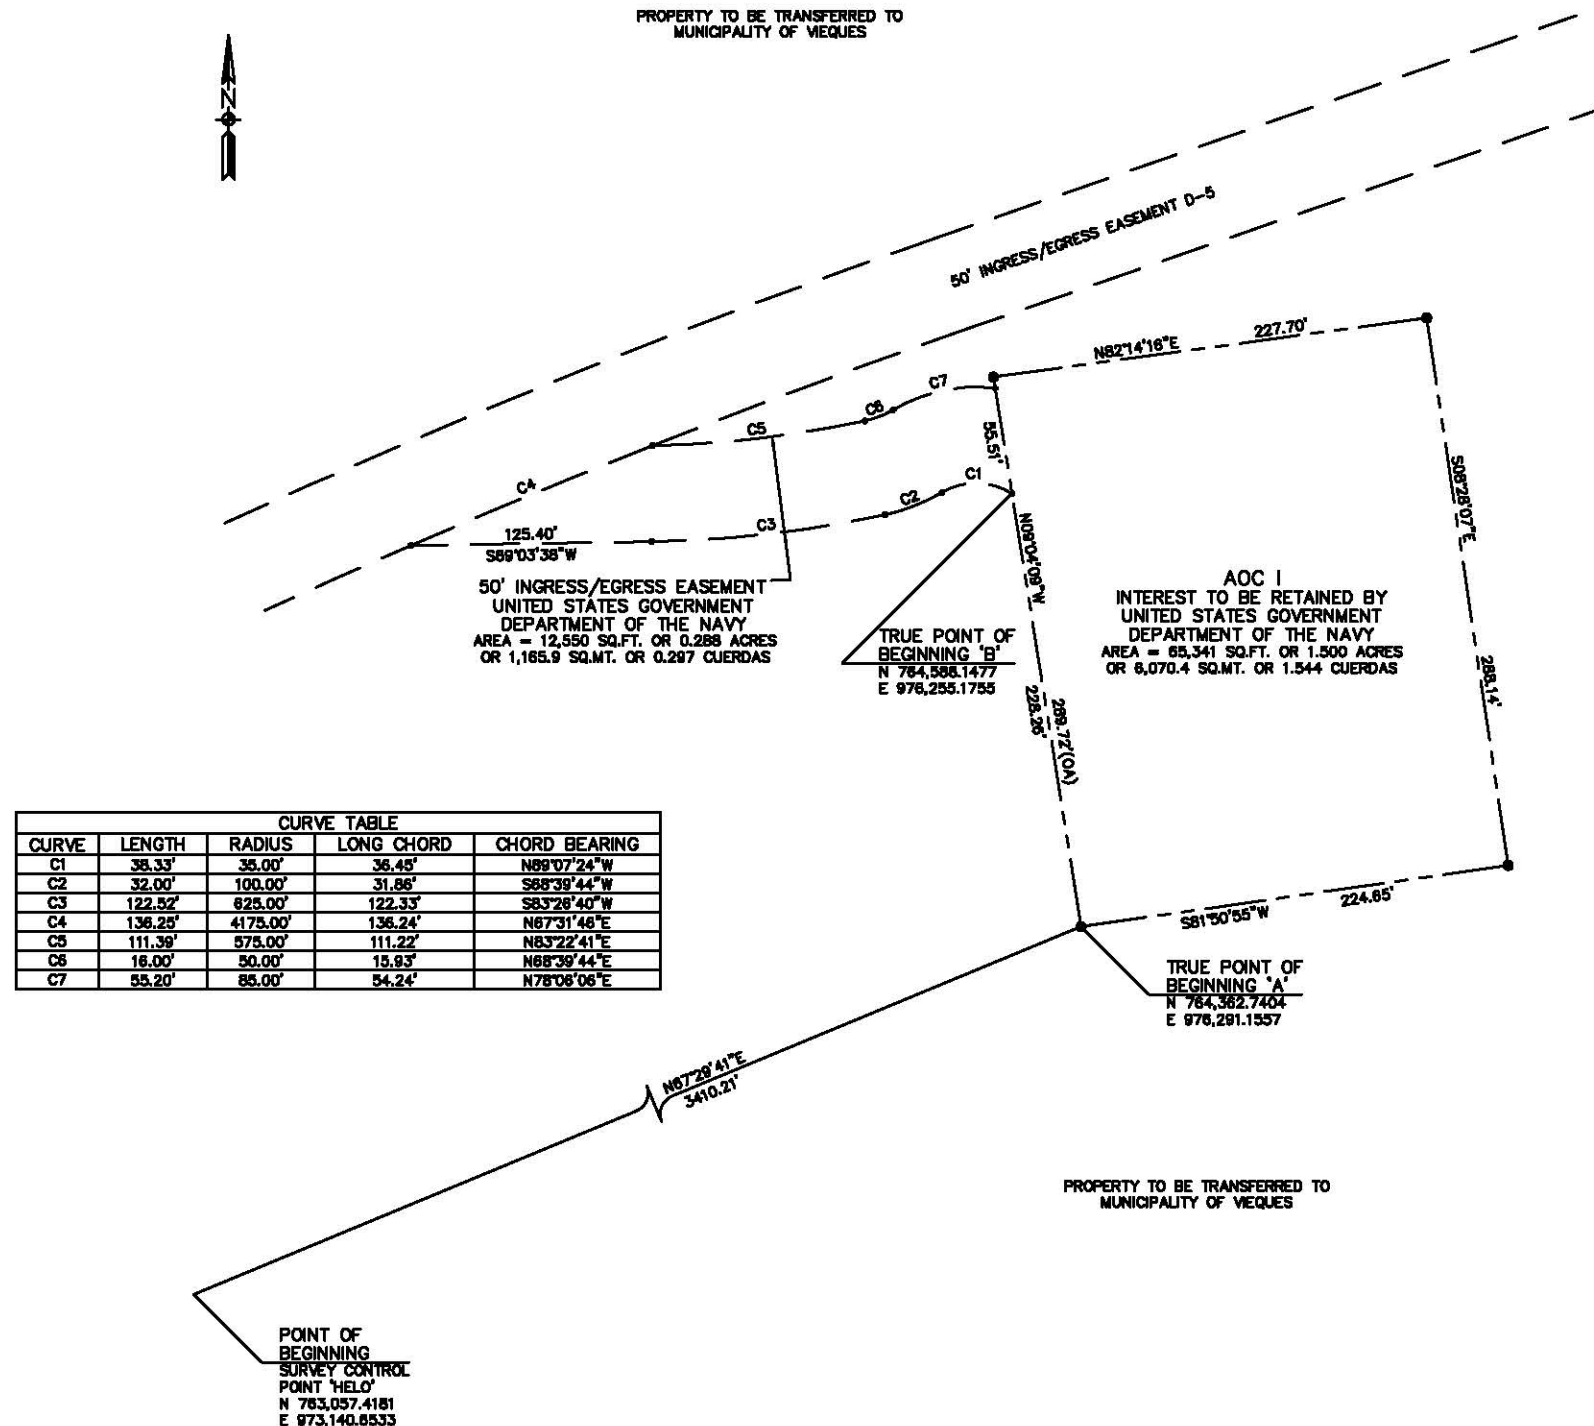 PROPERTY TO BE TRANSFERRED TO
MUNICIPALITY OF VIEQUES
N
50' INGRESS/EGRESS EASEMENT D-5
N82°14'16"E
227.70'
C7
C6
C5
55.51'
C4
C1
C2
C3
125.40'
S89°03'38"W
S08°28'07"E
288.14'
N09°04'09"W
228.26'
289.72'(OA)
50' INGRESS/EGRESS EASEMENT
UNITED STATES GOVERNMENT
DEPARTMENT OF THE NAVY
AREA = 12,550 SQ.FT. OR 0.288 ACRES
OR 1,165.9 SQ.MT. OR 0.297 CUERDAS
AOC I
INTEREST TO BE RETAINED BY
UNITED STATES GOVERNMENT
DEPARTMENT OF THE NAVY
AREA = 65,341 SQ.FT. OR 1.500 ACRES
OR 6,070.4 SQ.MT. OR 1.544 CUERDAS
TRUE POINT OF
BEGINNING 'B'
N 764,588.1477
E 976,255.1755
CURVE TABLE
CURVE LENGTH RADIUS LONG CHORD CHORD BEARING
C1 38.33' 35.00' 36.45' N89°07'24"W
C2 32.00' 100.00' 31.86' S68°39'44"W
C3 122.52' 625.00' 122.33' S83°26'40"W
C4 136.25' 4175.00' 136.24' N67°31'46"E
C5 111.39' 575.00' 111.22' N83°22'41"E
C6 16.00' 50.00' 15.93' N68°39'44"E
C7 55.20' 85.00' 54.24' N78°06'06"E
S81°50'55"W
224.65'
TRUE POINT OF
BEGINNING 'A'
N 764,362.7404
E 976,291.1557
N67°29'41"E
3410.21'
PROPERTY TO BE TRANSFERRED TO
MUNICIPALITY OF VIEQUES
POINT OF
BEGINNING
SURVEY CONTROL
POINT 'HELO'
N 763,057.4181
E 973,140.6533